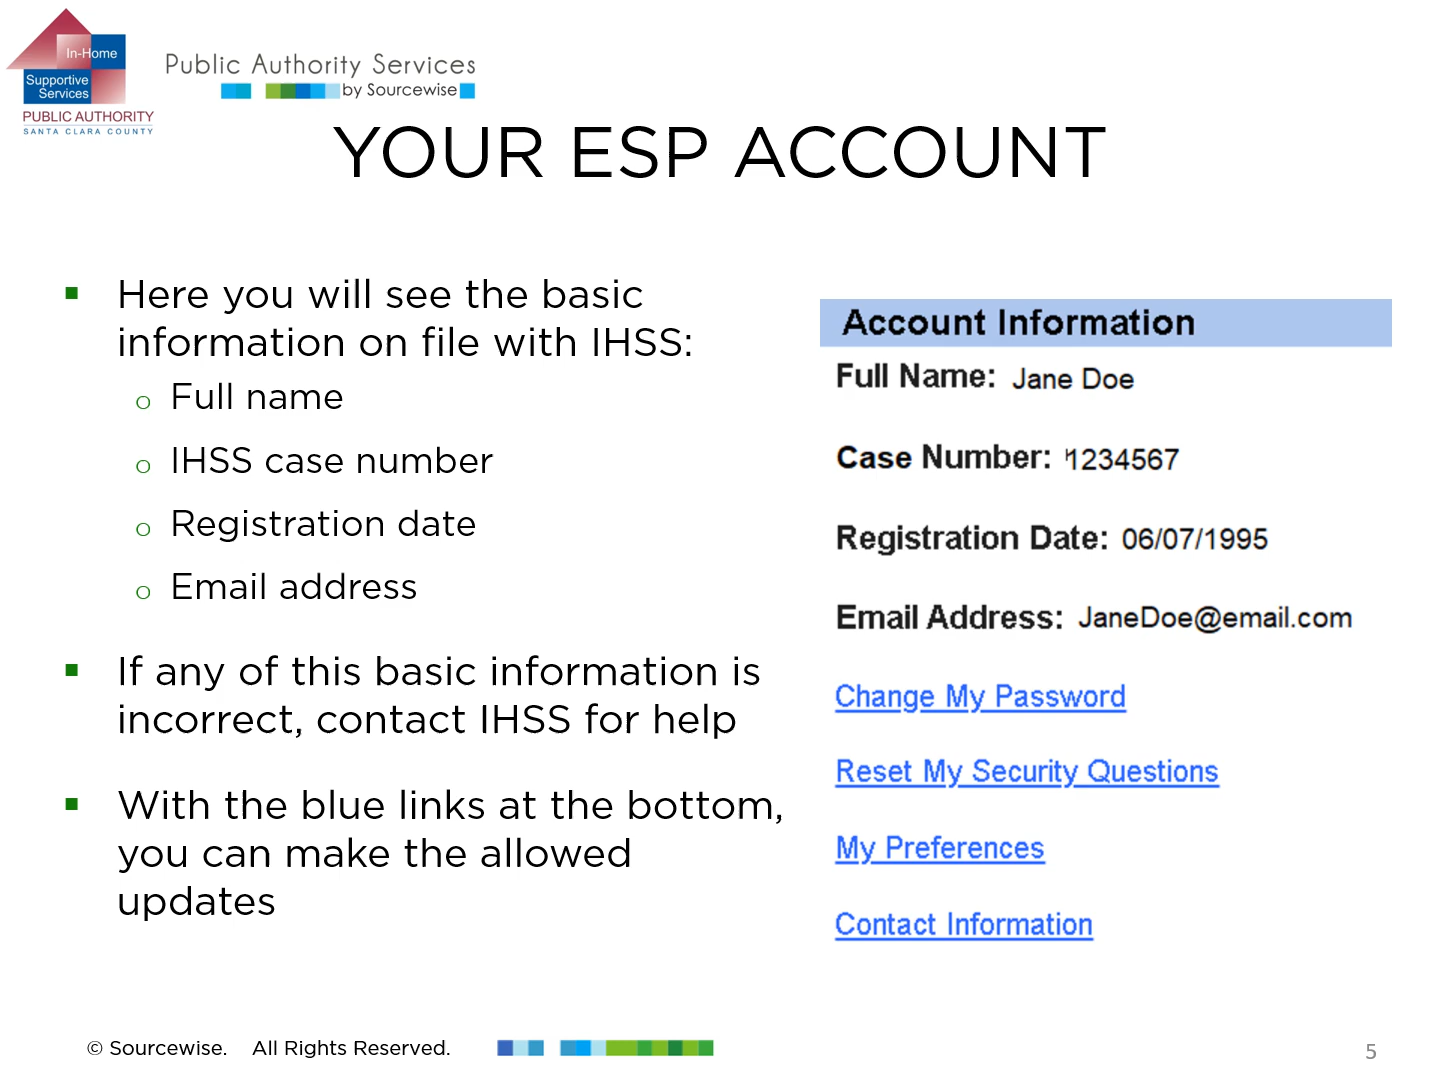 In-Home
Supportive
Services
PUBLIC AUTHORITY
SANTA CLARA COUNTY
Public Authority Services
by Sourcewise
YOUR ESP ACCOUNT
▪ Here you will see the basic
information on file with IHSS:
o Full name
o IHSS case number
o Registration date
o Email address
▪ If any of this basic information is
incorrect, contact IHSS for help
▪ With the blue links at the bottom,
you can make the allowed
updates
Account Information
Full Name: Jane Doe
Case Number: 1234567
Registration Date: 06/07/1995
Email Address: JaneDoe@email.com
Change My Password
Reset My Security Questions
My Preferences
Contact Information
© Sourcewise. All Rights Reserved.
5